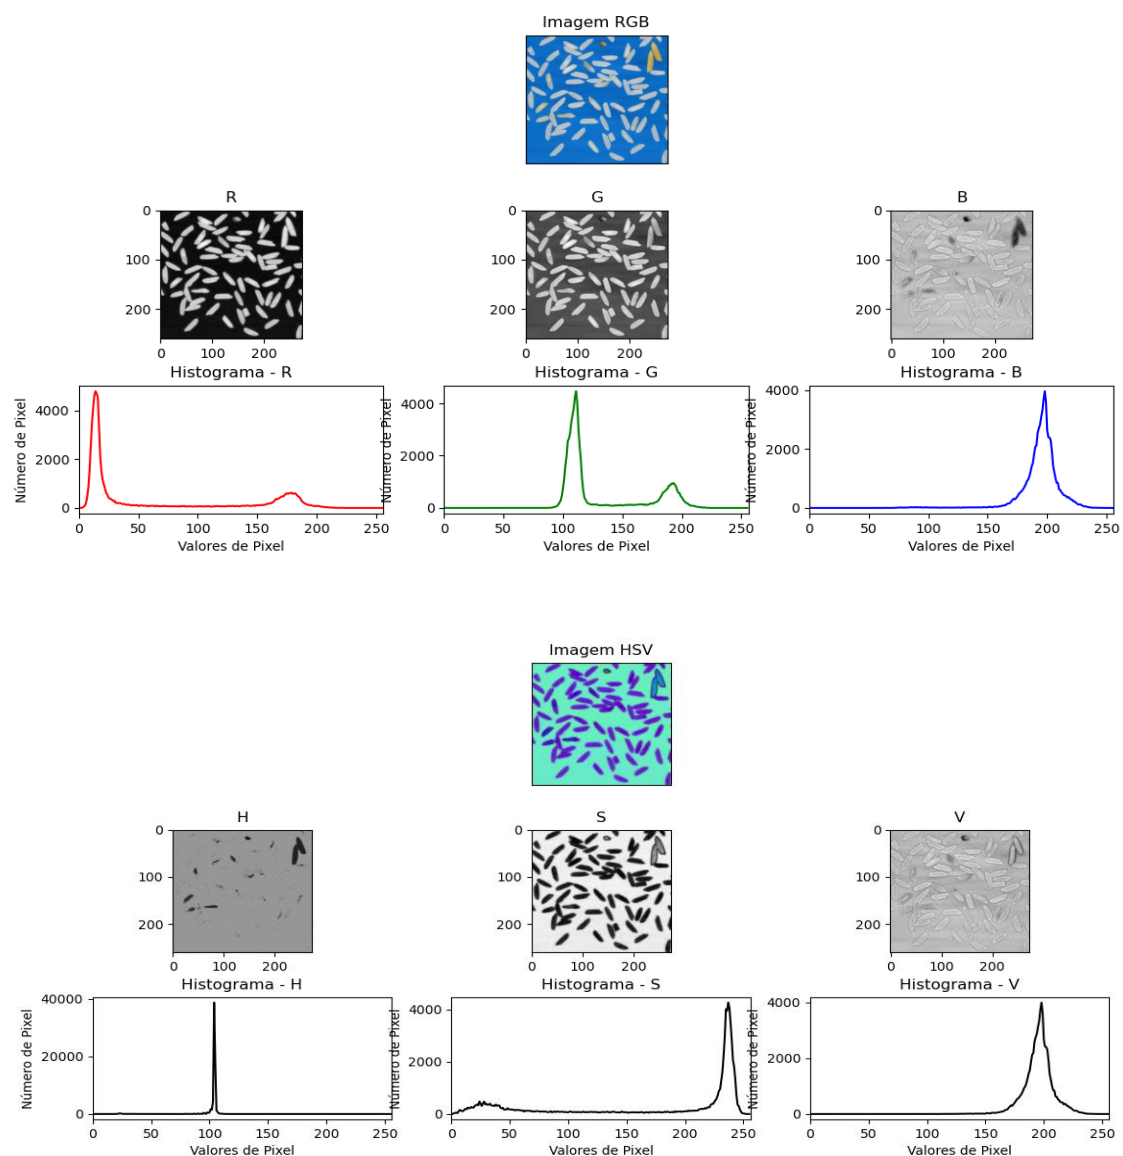 Imagem RGB
R
G
B
0
100
200
0 100 200
0
100
200
0 100 200
0
100
200
0 100 200
Histograma - R
Histograma - G
Histograma - B
Número de Pixel
4000
2000
0
0 50 100 150 200 250
Valores de Pixel
Número de Pixel
4000
2000
0
0 50 100 150 200 250
Valores de Pixel
Número de Pixel
4000
2000
0
0 50 100 150 200 250
Valores de Pixel
Imagem HSV
H
S
V
0
100
200
0 100 200
0
100
200
0 100 200
0
100
200
0 100 200
Histograma - H
Histograma - S
Histograma - V
Número de Pixel
40000
20000
0
0 50 100 150 200 250
Valores de Pixel
Número de Pixel
4000
2000
0
0 50 100 150 200 250
Valores de Pixel
Número de Pixel
4000
2000
0
0 50 100 150 200 250
Valores de Pixel